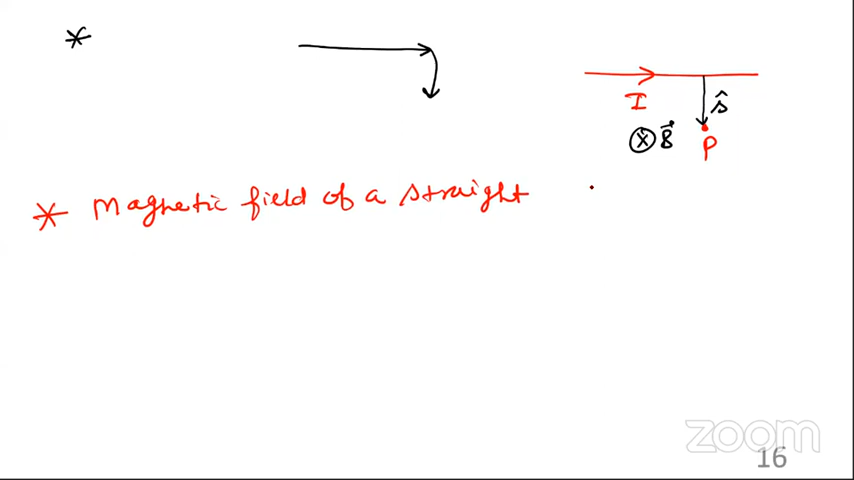 *
I
ŝ
⊗ B⃗
P
* Magnetic field of a straight
zoom
16